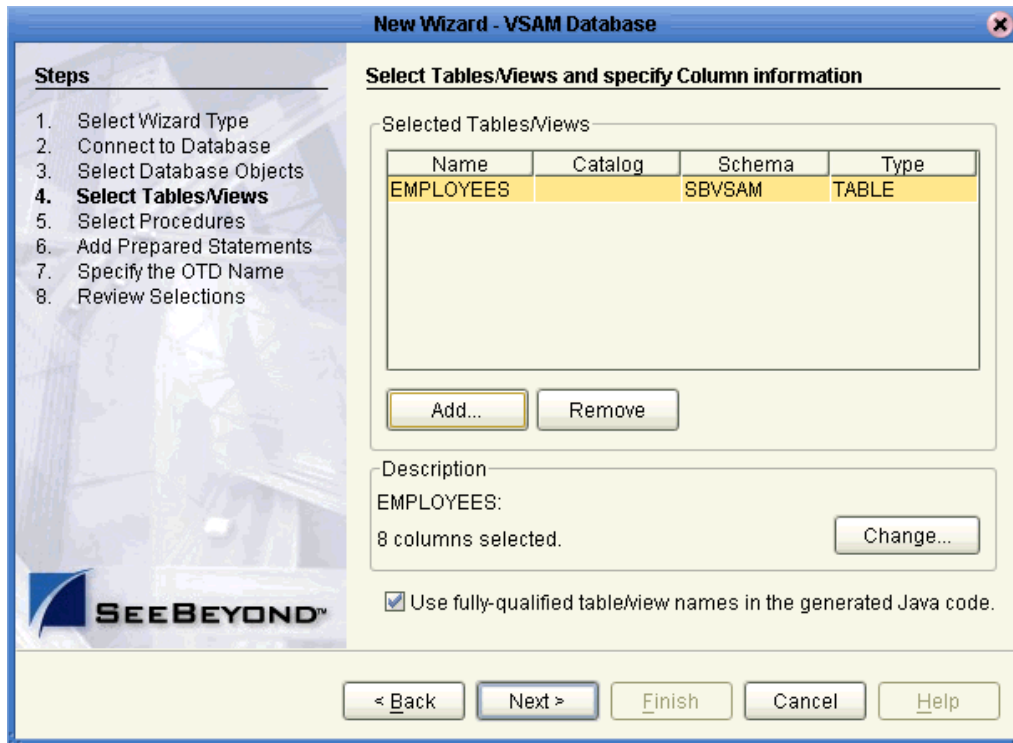 New Wizard - VSAM Database
Steps
1. Select Wizard Type
2. Connect to Database
3. Select Database Objects
4. Select Tables/Views
5. Select Procedures
6. Add Prepared Statements
7. Specify the OTD Name
8. Review Selections
SEEBEYOND™
Select Tables/Views and specify Column information
Selected Tables/Views
Name Catalog Schema Type
EMPLOYEES SBVSAM TABLE
Add... Remove
Description
EMPLOYEES:
8 columns selected.
Change...
Use fully-qualified table/view names in the generated Java code.
< Back Next > Finish Cancel Help